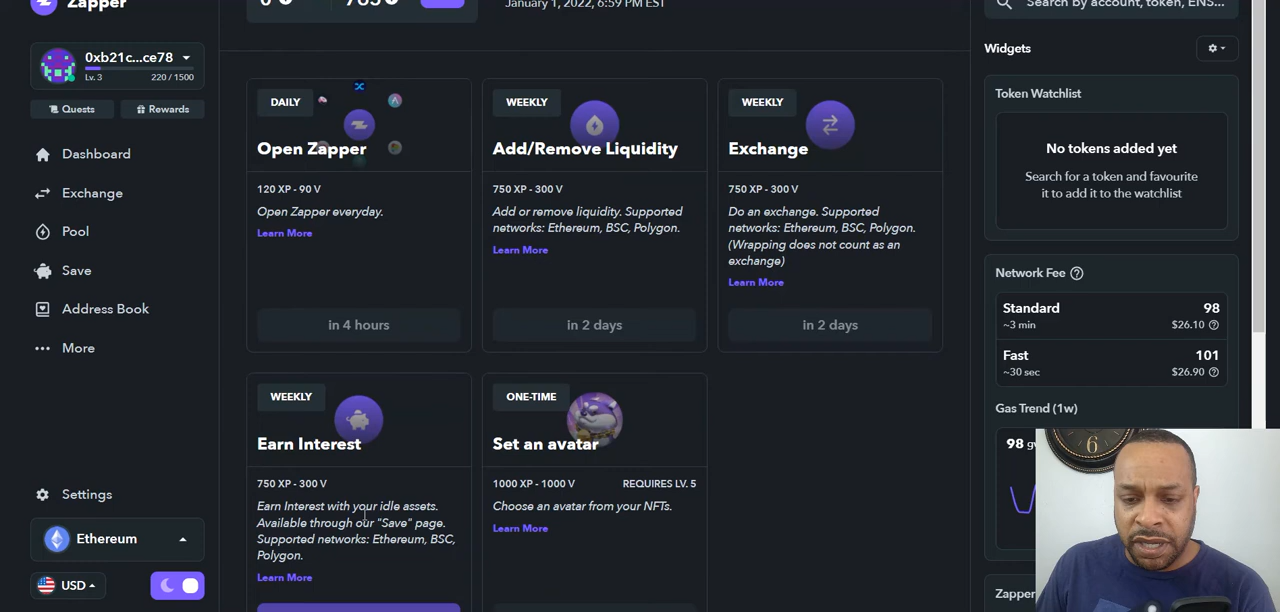 Zapper
0xb21c...ce78
Lv. 3
220 / 1500
Quests
Rewards
Dashboard
Exchange
Pool
Save
Address Book
More
Settings
Ethereum
USD
January 1, 2022, 6:59 PM EST
DAILY
Open Zapper
120 XP - 90 V
Open Zapper everyday.
Learn More
in 4 hours
WEEKLY
Add/Remove Liquidity
750 XP - 300 V
Add or remove liquidity. Supported
networks: Ethereum, BSC, Polygon.
Learn More
in 2 days
WEEKLY
Exchange
750 XP - 300 V
Do an exchange. Supported
networks: Ethereum, BSC, Polygon.
(Wrapping does not count as an
exchange)
Learn More
in 2 days
WEEKLY
Earn Interest
750 XP - 300 V
Earn Interest with your idle assets.
Available through our "Save" page.
Supported networks: Ethereum, BSC,
Polygon.
Learn More
ONE-TIME
Set an avatar
1000 XP - 1000 V
REQUIRES LV. 5
Choose an avatar from your NFTs.
Learn More
Search by account, token, ENS...
Widgets
Token Watchlist
No tokens added yet
Search for a token and favourite
it to add it to the watchlist
Network Fee
Standard
98
~3 min
$26.10
Fast
101
~30 sec
$26.90
Gas Trend (1w)
98
Zapper